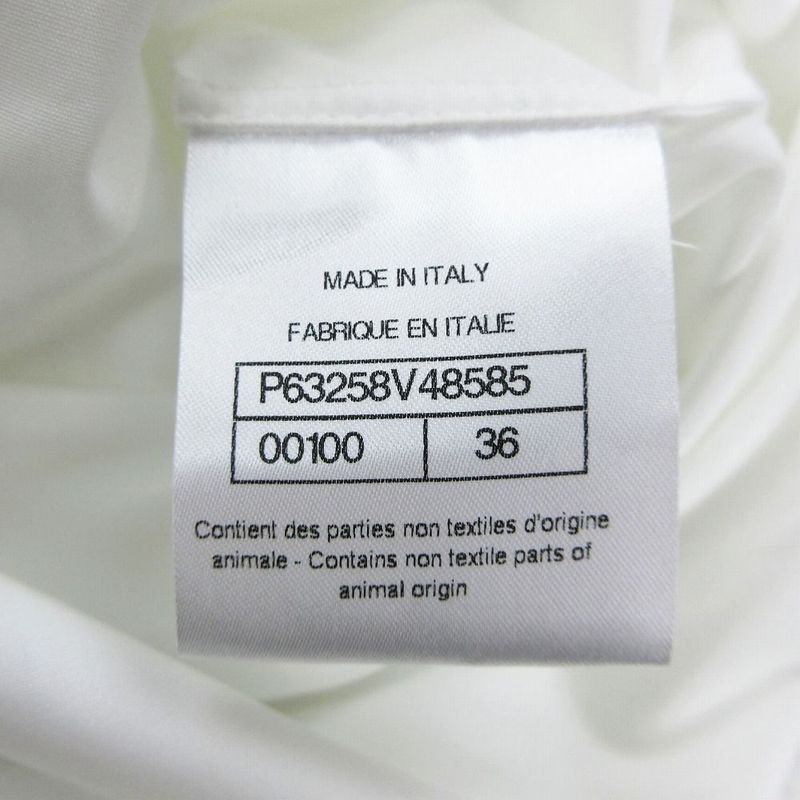 MADE IN ITALY
FABRIQUE EN ITALIE
P63258V48585
00100 36
Contient des parties non textiles d'origine
animale - Contains non textile parts of
animal origin